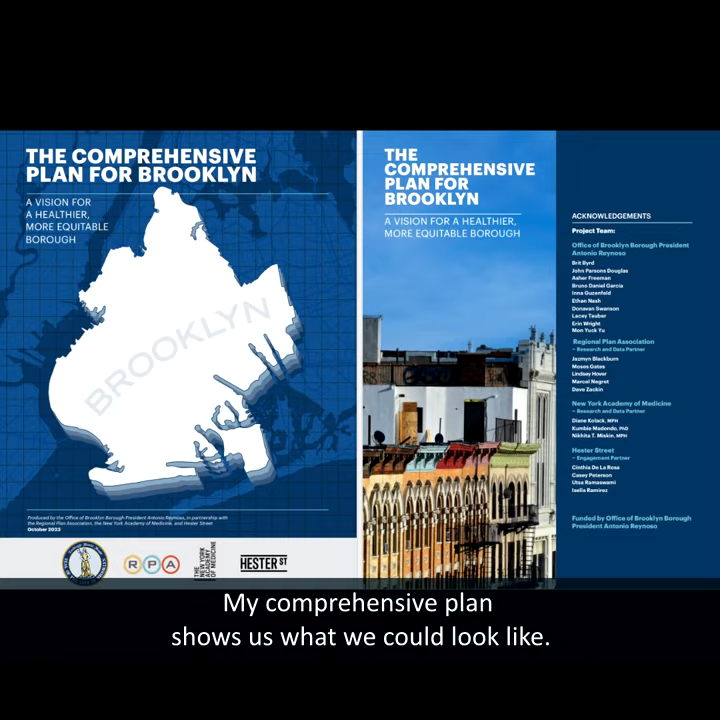 THE COMPREHENSIVE
PLAN FOR BROOKLYN
A VISION FOR
A HEALTHIER,
MORE EQUITABLE
BOROUGH
BROOKLYN
Produced by the Office of Brooklyn Borough President Antonio Reynoso, in partnership with
the Regional Plan Association, the New York Academy of Medicine, and Hester Street
October 2023
RPA
THE
NEW YORK
ACADEMY
OF MEDICINE
HESTER ST
THE
COMPREHENSIVE
PLAN FOR
BROOKLYN
A VISION FOR A HEALTHIER,
MORE EQUITABLE BOROUGH
ACKNOWLEDGEMENTS
Project Team:
Office of Brooklyn Borough President
Antonio Reynoso
Brit Byrd
John Parsons Douglas
Asher Freeman
Bruno Daniel Garcia
Inna Guzenfeld
Ethan Nash
Donavan Swanson
Lacey Tauber
Erin Wright
Mon Yuck Yu
Regional Plan Association
– Research and Data Partner
Jazmyn Blackburn
Moses Gates
Lindsey Hover
Marcel Negret
Dave Zackin
New York Academy of Medicine
– Research and Data Partner
Diane Kolack, MPH
Kumbie Madondo, PhD
Nikhita T. Miskin, MPH
Hester Street
– Engagement Partner
Cinthia De La Rosa
Casey Peterson
Utsa Ramaswami
Isella Ramirez
Funded by Office of Brooklyn Borough
President Antonio Reynoso
My comprehensive plan
shows us what we could look like.